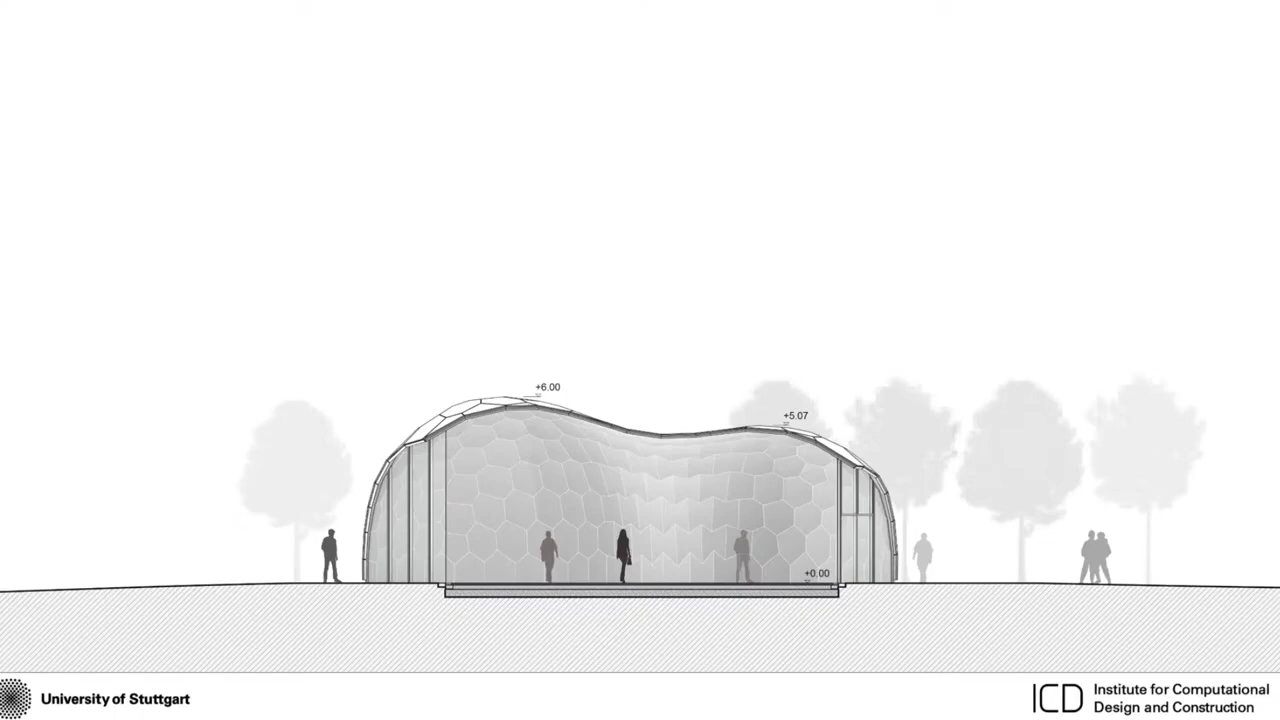 +6.00
+5.07
+0.00
University of Stuttgart
ICD
Institute for Computational
Design and Construction